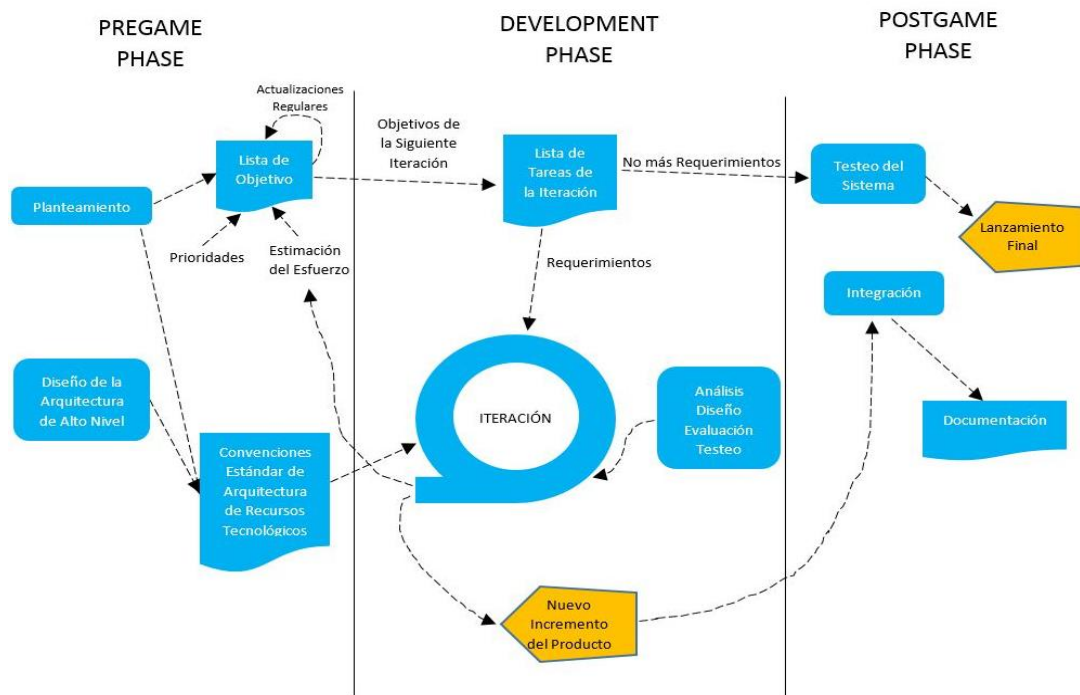 PREGAME
PHASE
DEVELOPMENT
PHASE
POSTGAME
PHASE
Actualizaciones
Regulares
Lista de
Objetivo
Planteamiento
Prioridades
Estimación
del Esfuerzo
Diseño de la
Arquitectura
de Alto Nivel
Convenciones
Estándar de
Arquitectura
de Recursos
Tecnológicos
Objetivos de
la Siguiente
Iteración
Lista de
Tareas de
la Iteración
No más Requerimientos
Requerimientos
ITERACIÓN
Análisis
Diseño
Evaluación
Testeo
Nuevo
Incremento
del Producto
Testeo del
Sistema
Lanzamiento
Final
Integración
Documentación